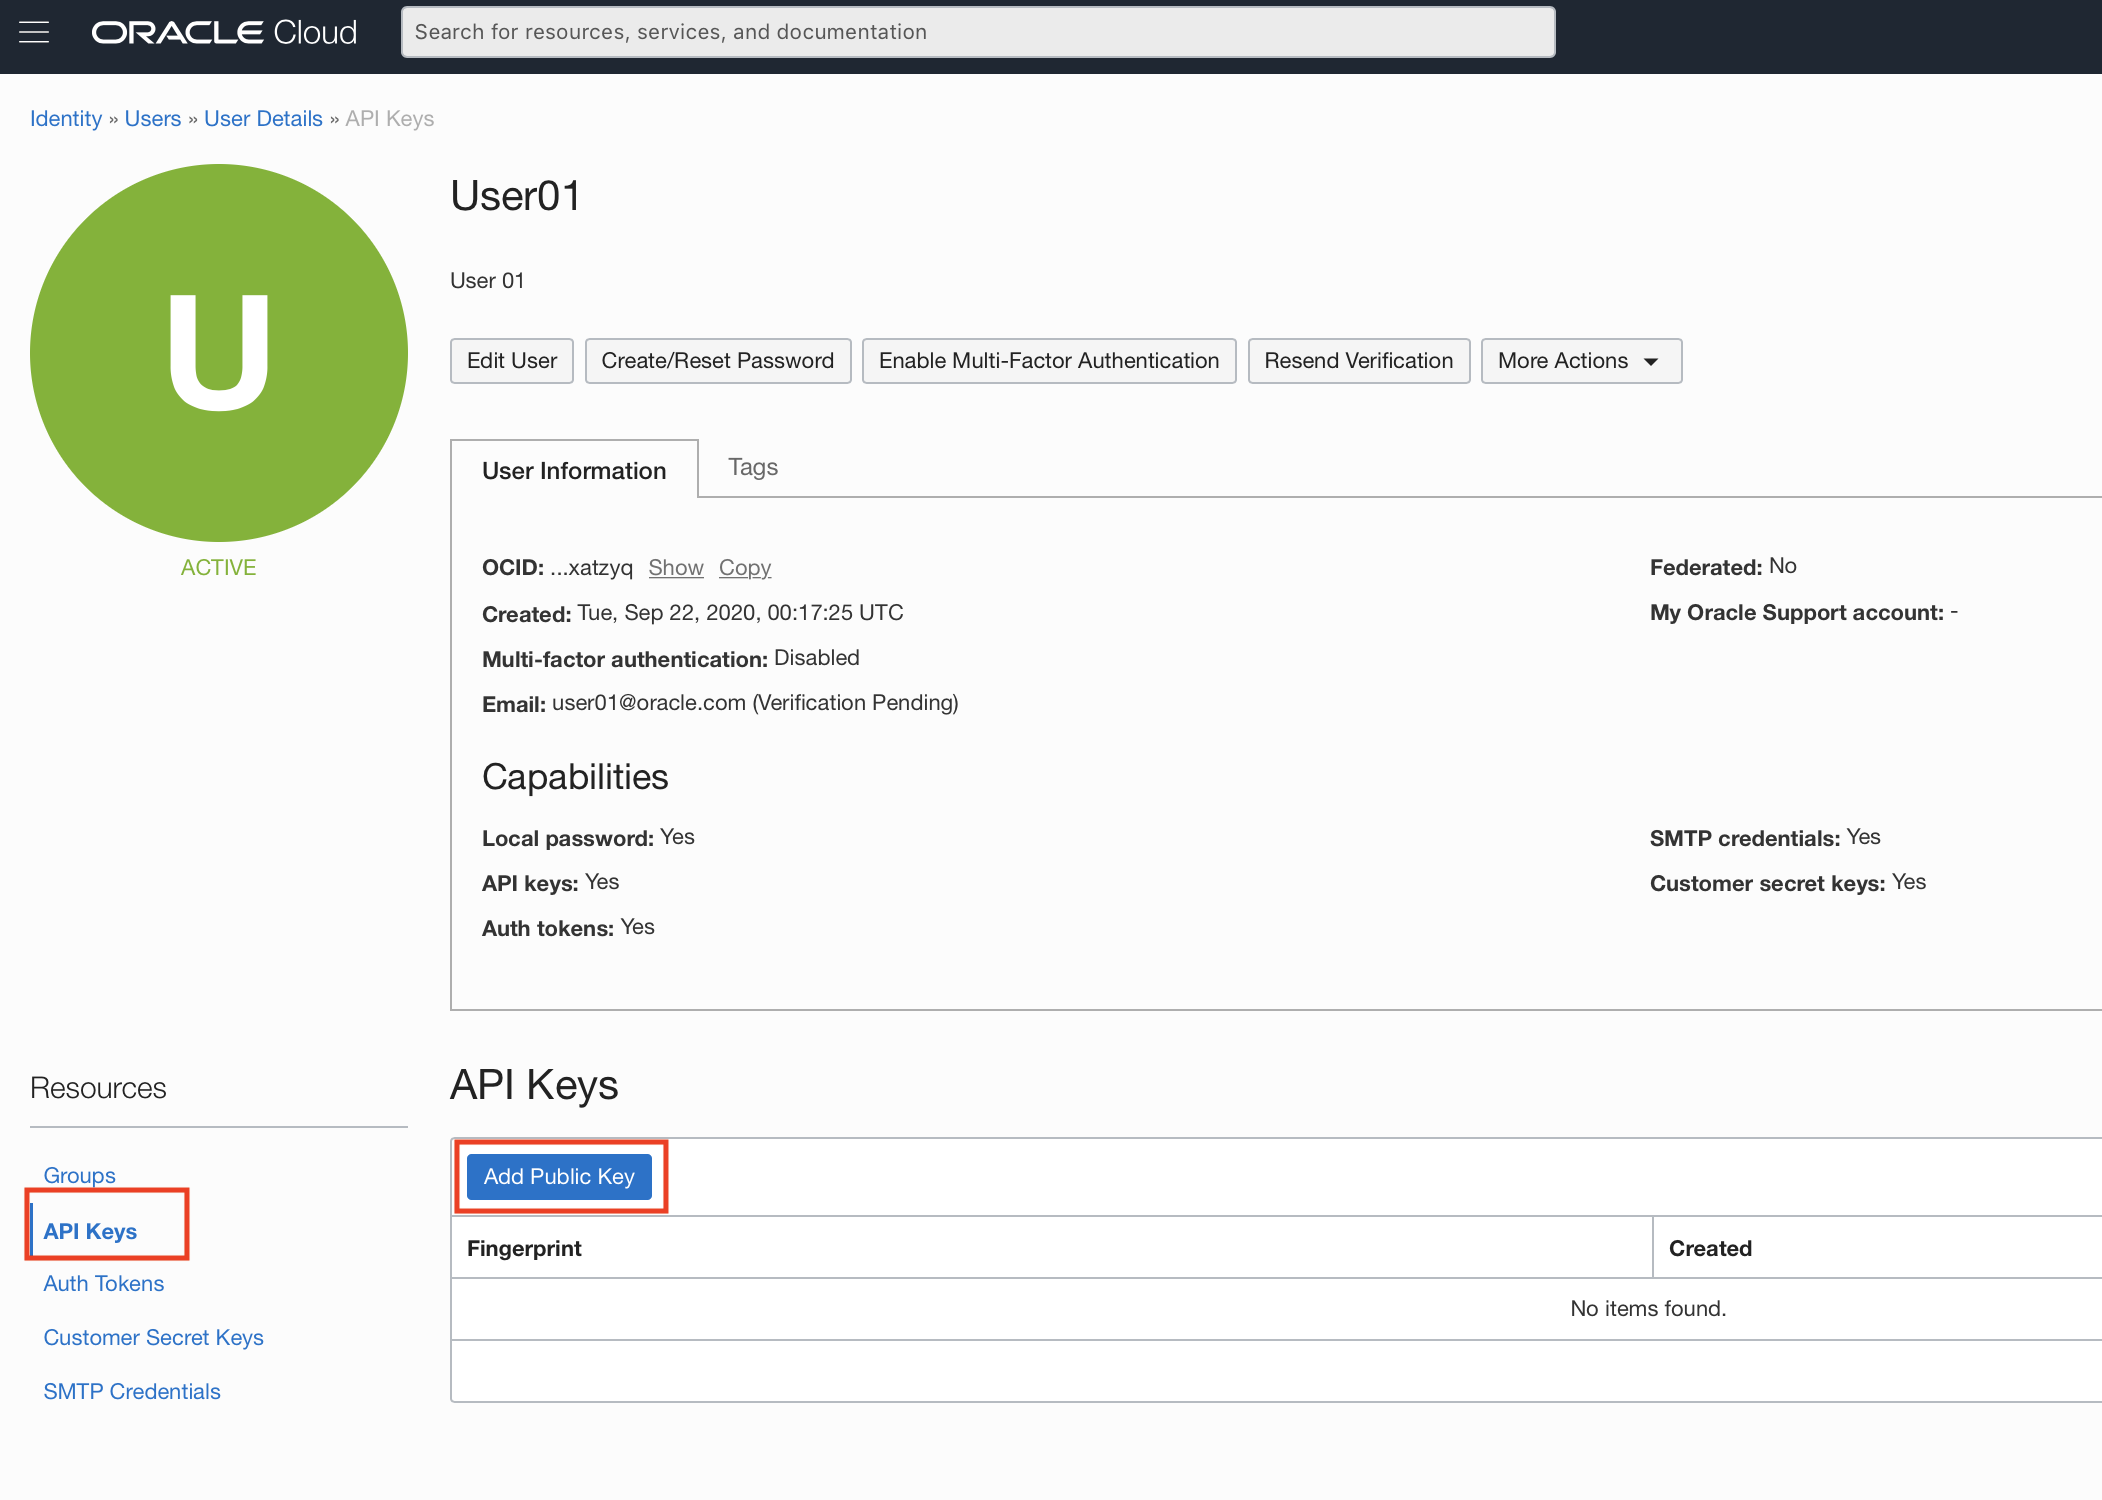 ORACLE Cloud
Search for resources, services, and documentation
Identity » Users » User Details » API Keys
U
ACTIVE
User01
User 01
Edit User Create/Reset Password Enable Multi-Factor Authentication Resend Verification More Actions
User Information Tags
OCID: ...xatzyq Show Copy
Created: Tue, Sep 22, 2020, 00:17:25 UTC
Multi-factor authentication: Disabled
Email: user01@oracle.com (Verification Pending)
Federated: No
My Oracle Support account: -
Capabilities
Local password: Yes
API keys: Yes
Auth tokens: Yes
SMTP credentials: Yes
Customer secret keys: Yes
Resources
Groups
API Keys
Auth Tokens
Customer Secret Keys
SMTP Credentials
API Keys
Add Public Key
Fingerprint Created
No items found.